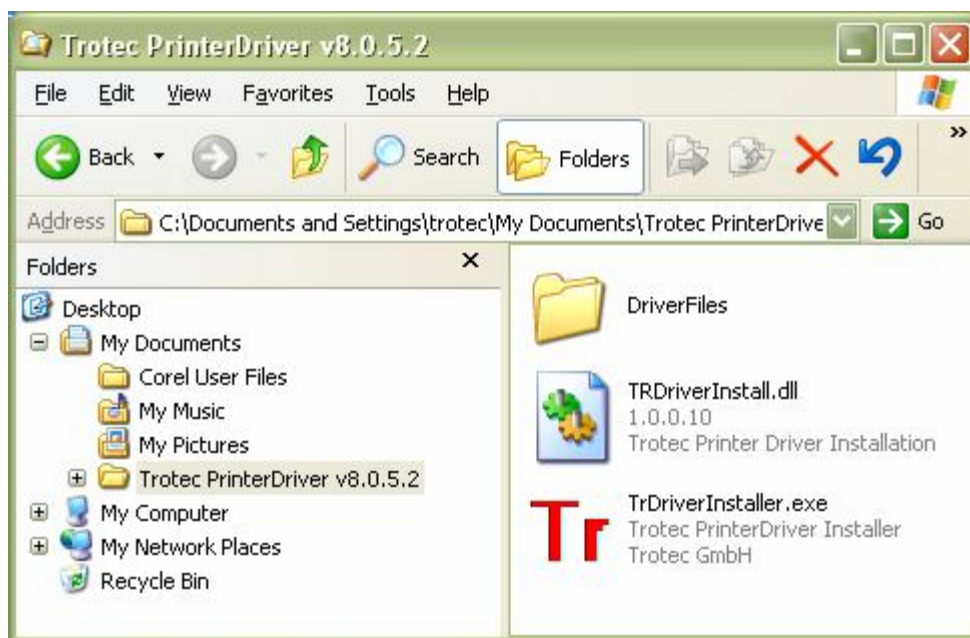 Trotec PrinterDriver v8.0.5.2
File Edit View Favorites Tools Help
Back Search Folders »
Address C:\Documents and Settings\trotec\My Documents\Trotec PrinterDrive Go
Folders
Desktop
My Documents
Corel User Files
My Music
My Pictures
Trotec PrinterDriver v8.0.5.2
My Computer
My Network Places
Recycle Bin
DriverFiles
TRDriverInstall.dll
1.0.0.10
Trotec Printer Driver Installation
Tr
TrDriverInstaller.exe
Trotec PrinterDriver Installer
Trotec GmbH